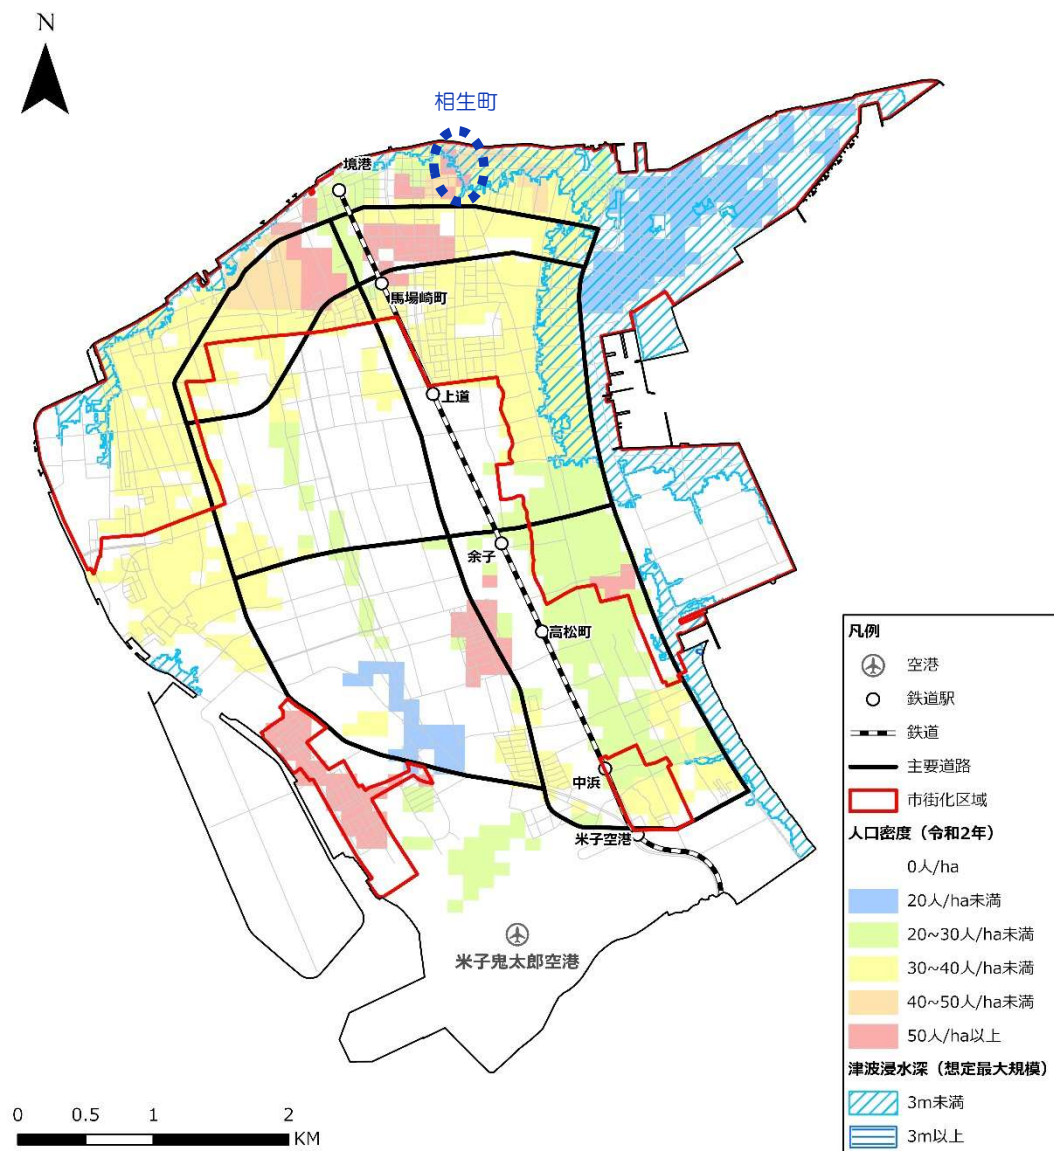 N
相生町
境港
馬場崎町
上道
余子
高松町
中浜
米子空港
米子鬼太郎空港
凡例
空港
鉄道駅
鉄道
主要道路
市街化区域
人口密度（令和2年）
0人/ha
20人/ha未満
20~30人/ha未満
30~40人/ha未満
40~50人/ha未満
50人/ha以上
津波浸水深（想定最大規模）
3m未満
3m以上
0 0.5 1 2
KM